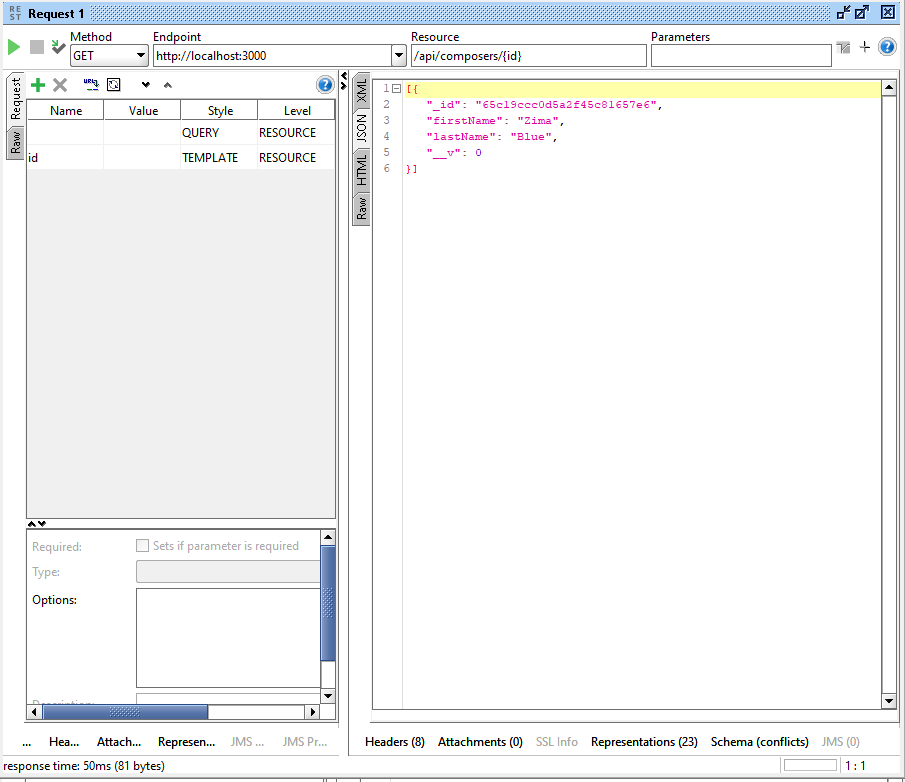 RE ST Request 1
Method Endpoint Resource Parameters
GET http://localhost:3000 /api/composers/{id}
Request
Raw
Name Value Style Level
QUERY RESOURCE
id TEMPLATE RESOURCE
Required: Sets if parameter is required
Type:
Options:
XML
JSON
HTML
Raw
1 [{
2 "_id": "65c19ccc0d5a2f45c81657e6",
3 "firstName": "Zima",
4 "lastName": "Blue",
5 "__v": 0
6 }]
... Hea... Attach... Represen... JMS ... JMS Pr...
Headers (8) Attachments (0) SSL Info Representations (23) Schema (conflicts) JMS (0)
response time: 50ms (81 bytes) 1 : 1